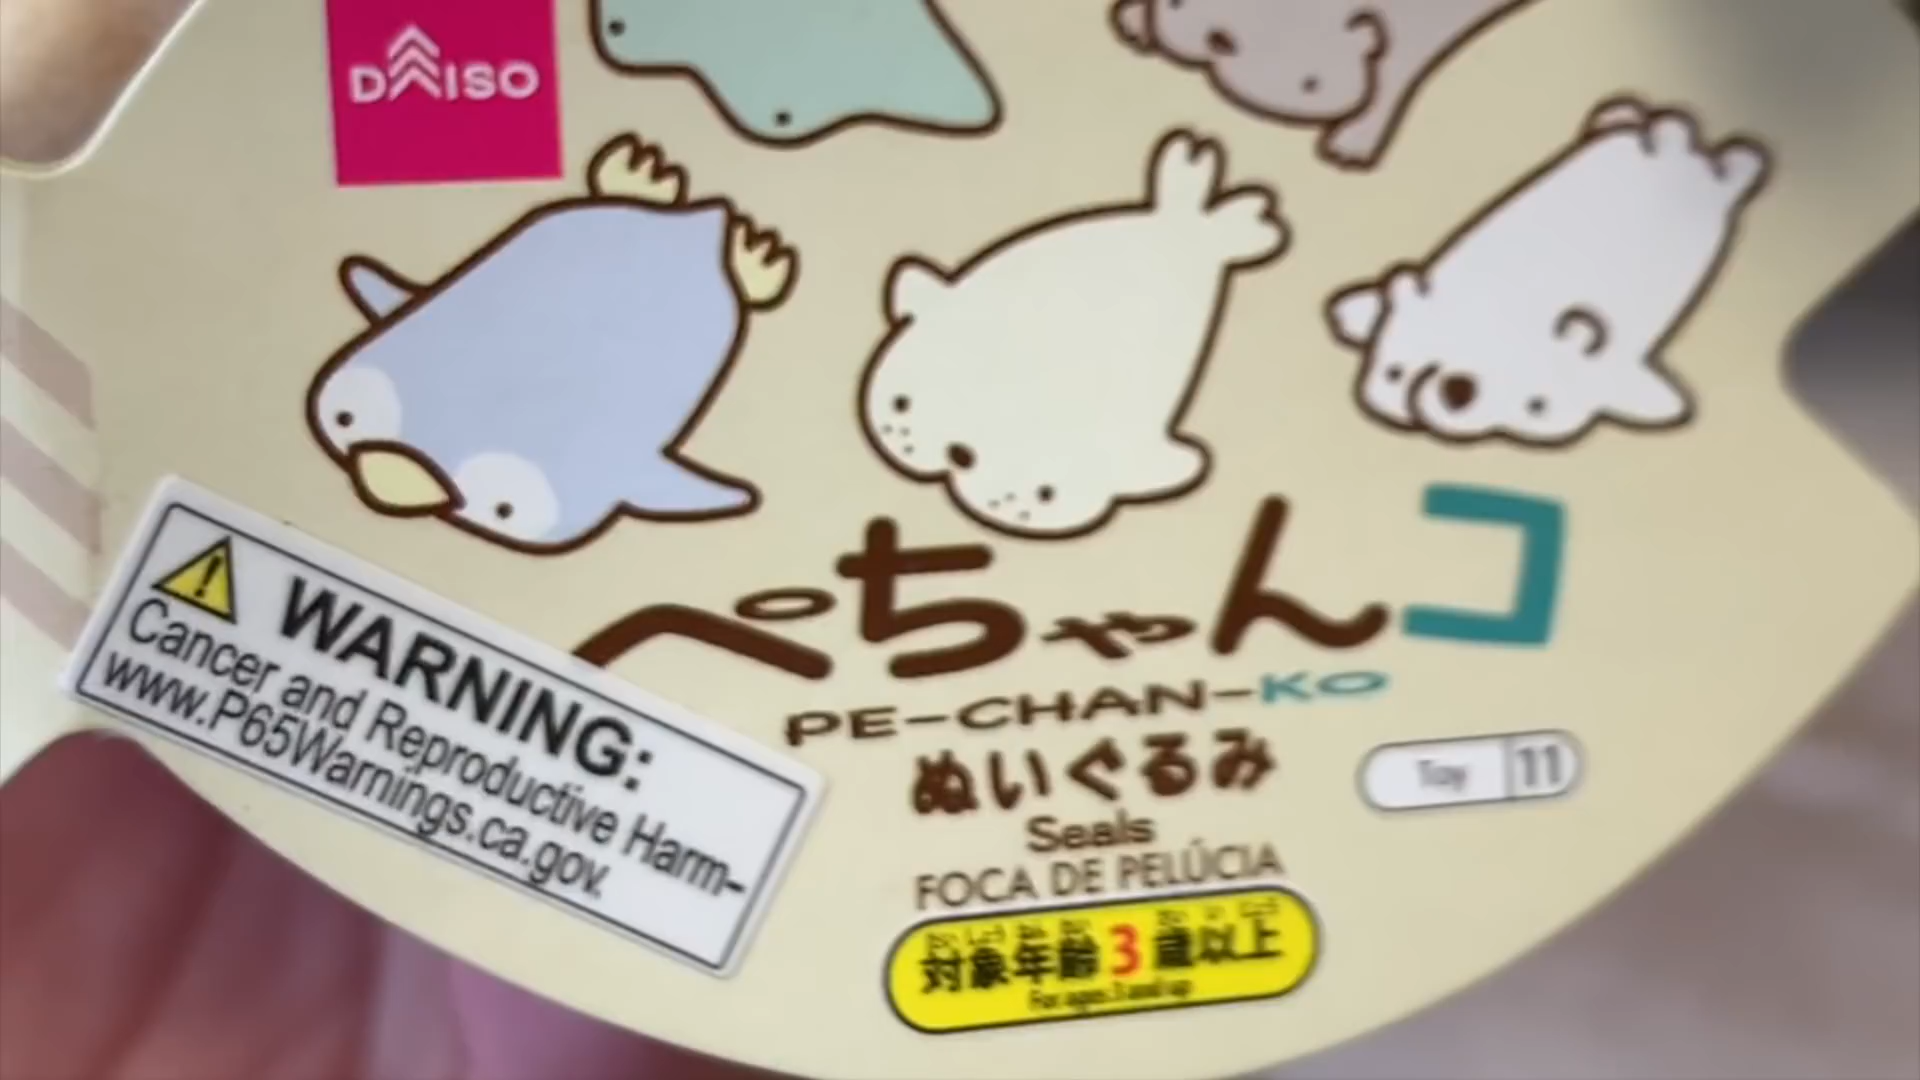 DAISO
ぺちゃんコ
PE-CHAN-KO
ぬいぐるみ
Seals
FOCA DE PELÚCIA
Toy 11
対象年齢3歳以上
For ages 3 and up
WARNING:
Cancer and Reproductive Harm-
www.P65Warnings.ca.gov.